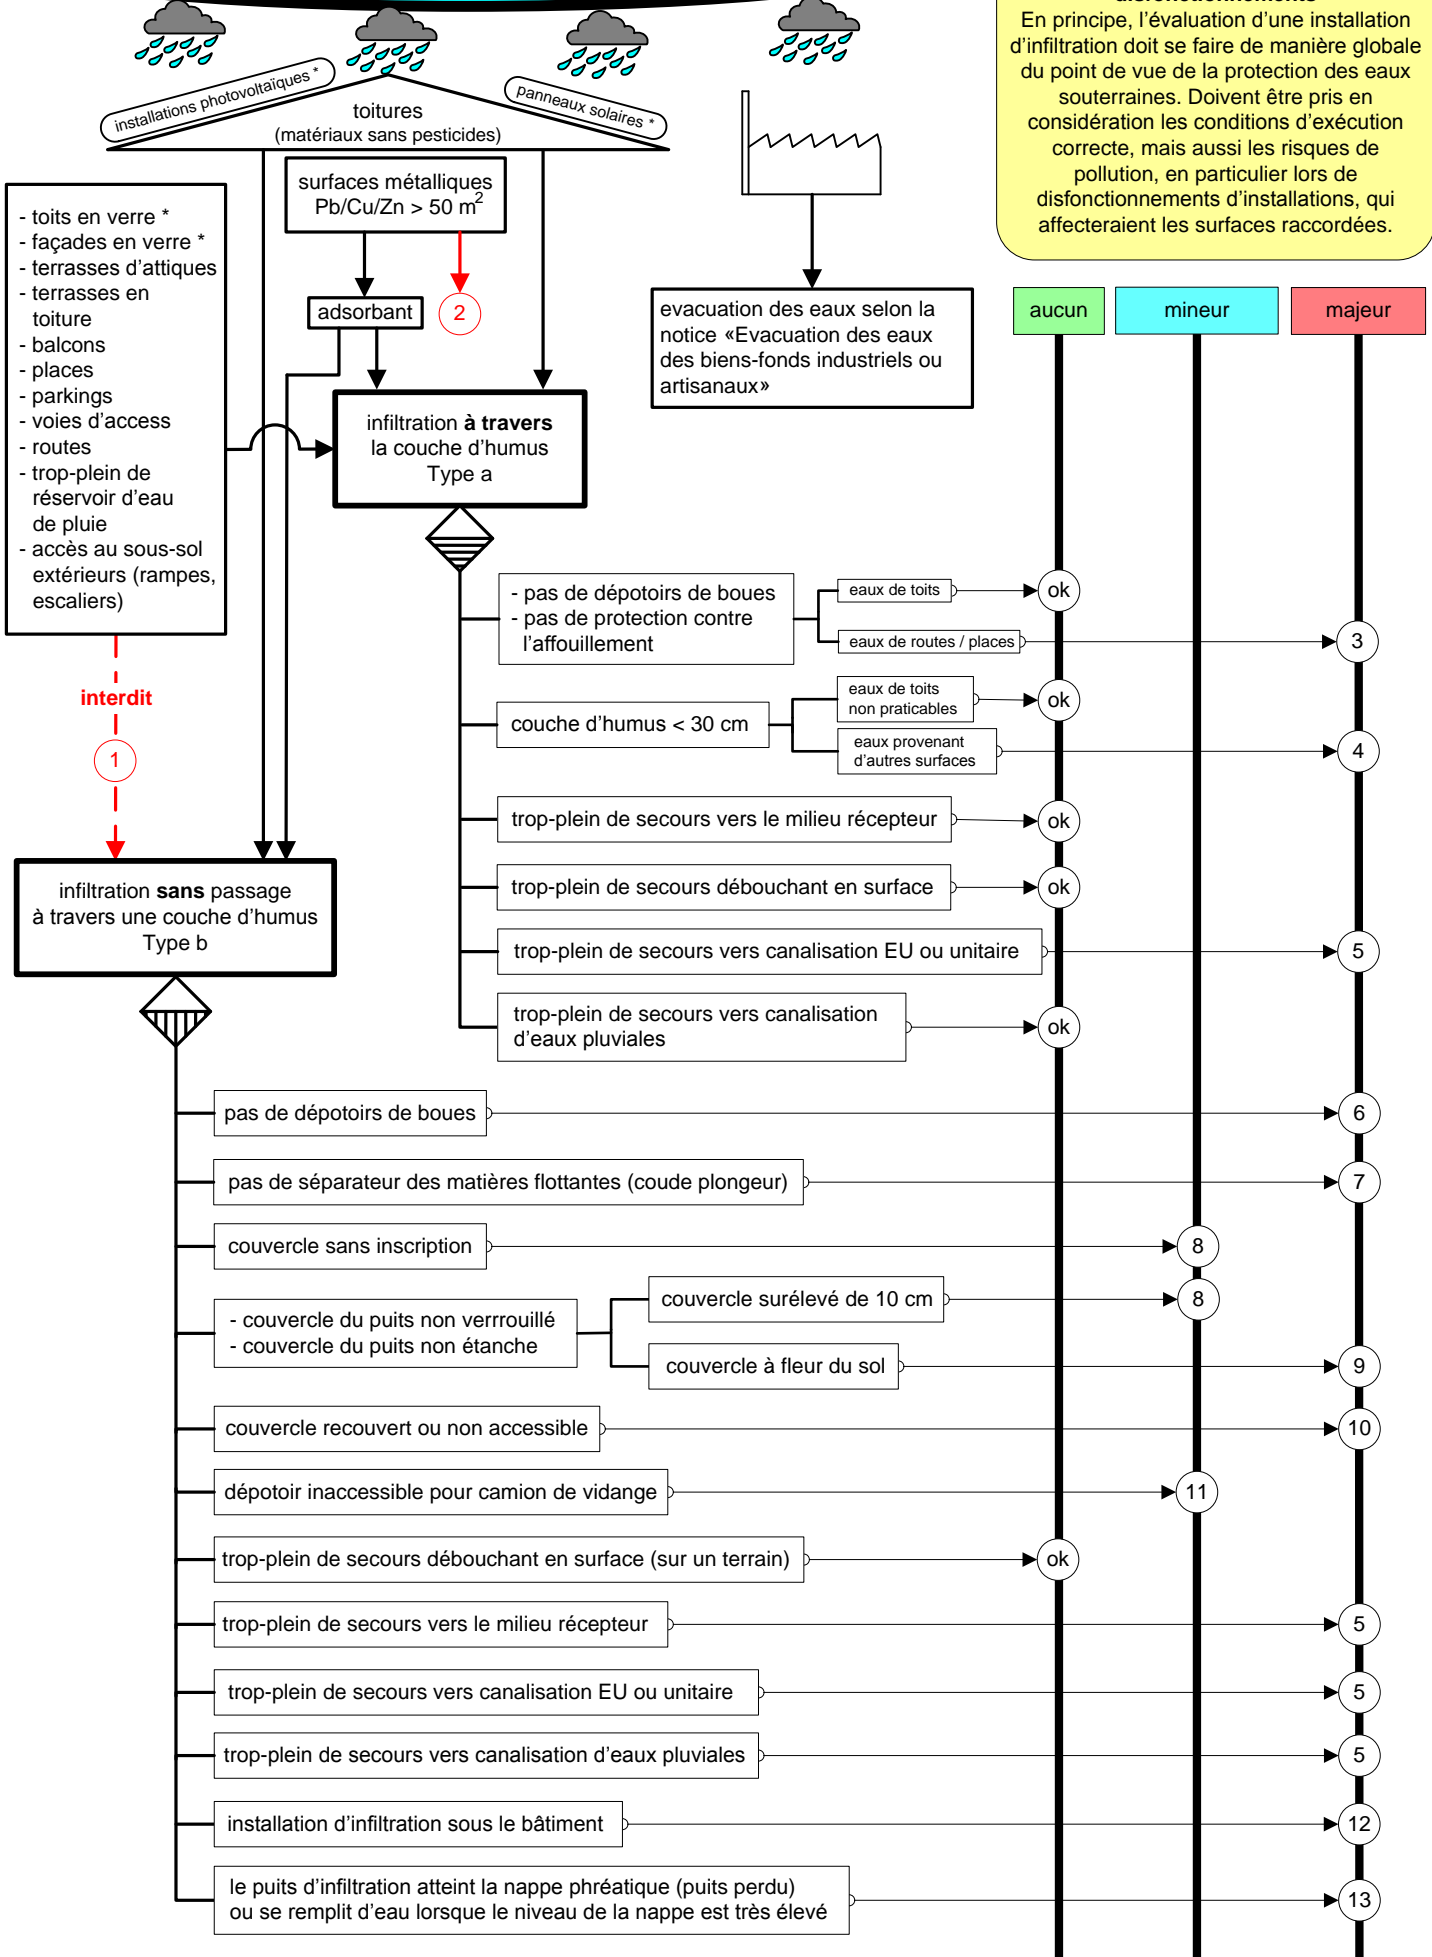 disfonctionnements
En principe, l'évaluation d'une installation
d'infiltration doit se faire de manière globale
du point de vue de la protection des eaux
souterraines. Doivent être pris en
considération les conditions d'exécution
correcte, mais aussi les risques de
pollution, en particulier lors de
disfonctionnements d'installations, qui
affecteraient les surfaces raccordées.
installations photovoltaïques *
panneaux solaires *
toitures
(matériaux sans pesticides)
surfaces métalliques
Pb/Cu/Zn > 50 m²
- toits en verre *
- façades en verre *
- terrasses d'attiques
- terrasses en
toiture
- balcons
- places
- parkings
- voies d'access
- routes
- trop-plein de
réservoir d'eau
de pluie
- accès au sous-sol
extérieurs (rampes,
escaliers)
adsorbant
2
evacuation des eaux selon la
notice «Evacuation des eaux
des biens-fonds industriels ou
artisanaux»
aucun
mineur
majeur
infiltration à travers
la couche d'humus
Type a
- pas de dépotoirs de boues
- pas de protection contre
l'affouillement
eaux de toits
ok
eaux de routes / places
3
interdit
1
couche d'humus < 30 cm
eaux de toits
non praticables
ok
eaux provenant
d'autres surfaces
4
trop-plein de secours vers le milieu récepteur
ok
trop-plein de secours débouchant en surface
ok
infiltration sans passage
à travers une couche d'humus
Type b
trop-plein de secours vers canalisation EU ou unitaire
5
trop-plein de secours vers canalisation
d'eaux pluviales
ok
pas de dépotoirs de boues
6
pas de séparateur des matières flottantes (coude plongeur)
7
couvercle sans inscription
8
- couvercle du puits non verrrouillé
- couvercle du puits non étanche
couvercle surélevé de 10 cm
8
couvercle à fleur du sol
9
couvercle recouvert ou non accessible
10
dépotoir inaccessible pour camion de vidange
11
trop-plein de secours débouchant en surface (sur un terrain)
ok
trop-plein de secours vers le milieu récepteur
5
trop-plein de secours vers canalisation EU ou unitaire
5
trop-plein de secours vers canalisation d'eaux pluviales
5
installation d'infiltration sous le bâtiment
12
le puits d'infiltration atteint la nappe phréatique (puits perdu)
ou se remplit d'eau lorsque le niveau de la nappe est très élevé
13